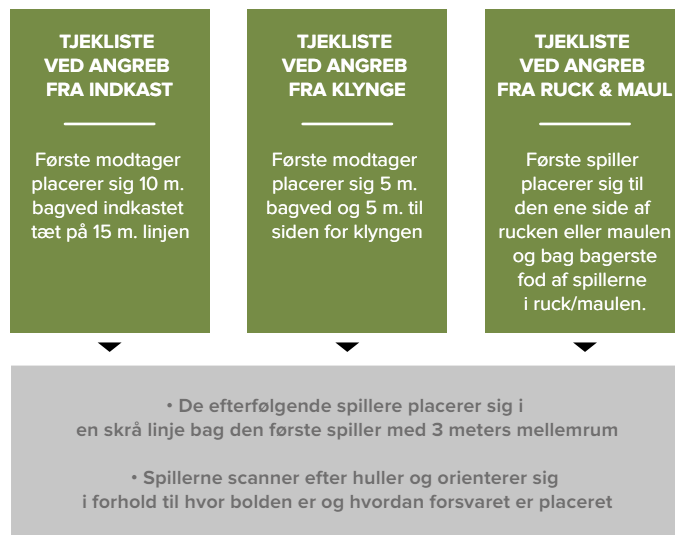 TJEKLISTE
VED ANGREB
FRA INDKAST
Første modtager
placerer sig 10 m.
bagved indkastet
tæt på 15 m. linjen
TJEKLISTE
VED ANGREB
FRA KLYNGE
Første modtager
placerer sig 5 m.
bagved og 5 m. til
siden for klyngen
TJEKLISTE
VED ANGREB
FRA RUCK & MAUL
Første spiller
placerer sig til
den ene side af
rucken eller maulen
og bag bagerste
fod af spillerne
i ruck/maulen.
• De efterfølgende spillere placerer sig i
en skrå linje bag den første spiller med 3 meters mellemrum
• Spillerne scanner efter huller og orienterer sig
i forhold til hvor bolden er og hvordan forsvaret er placeret